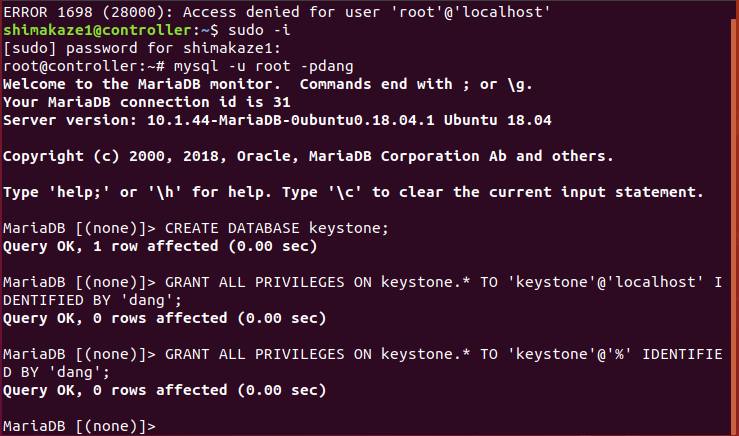 ERROR 1698 (28000): Access denied for user 'root'@'localhost'
shimakaze1@controller:~$ sudo -i
[sudo] password for shimakaze1:
root@controller:~# mysql -u root -pdang
Welcome to the MariaDB monitor.  Commands end with ; or \g.
Your MariaDB connection id is 31
Server version: 10.1.44-MariaDB-0ubuntu0.18.04.1 Ubuntu 18.04
Copyright (c) 2000, 2018, Oracle, MariaDB Corporation Ab and others.
Type 'help;' or '\h' for help. Type '\c' to clear the current input statement.
MariaDB [(none)]> CREATE DATABASE keystone;
Query OK, 1 row affected (0.00 sec)
MariaDB [(none)]> GRANT ALL PRIVILEGES ON keystone.* TO 'keystone'@'localhost' I
DENTIFIED BY 'dang';
Query OK, 0 rows affected (0.00 sec)
MariaDB [(none)]> GRANT ALL PRIVILEGES ON keystone.* TO 'keystone'@'%' IDENTIFIE
D BY 'dang';
Query OK, 0 rows affected (0.00 sec)
MariaDB [(none)]>